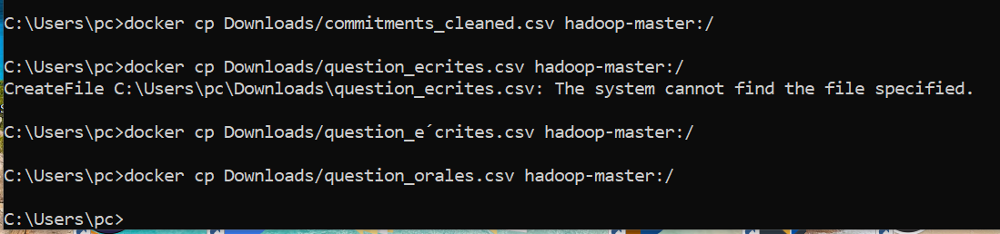 C:\Users\pc>docker cp Downloads/commitments_cleaned.csv hadoop-master:/
C:\Users\pc>docker cp Downloads/question_ecrites.csv hadoop-master:/
CreateFile C:\Users\pc\Downloads\question_ecrites.csv: The system cannot find the file specified.
C:\Users\pc>docker cp Downloads/question_e´crites.csv hadoop-master:/
C:\Users\pc>docker cp Downloads/question_orales.csv hadoop-master:/
C:\Users\pc>